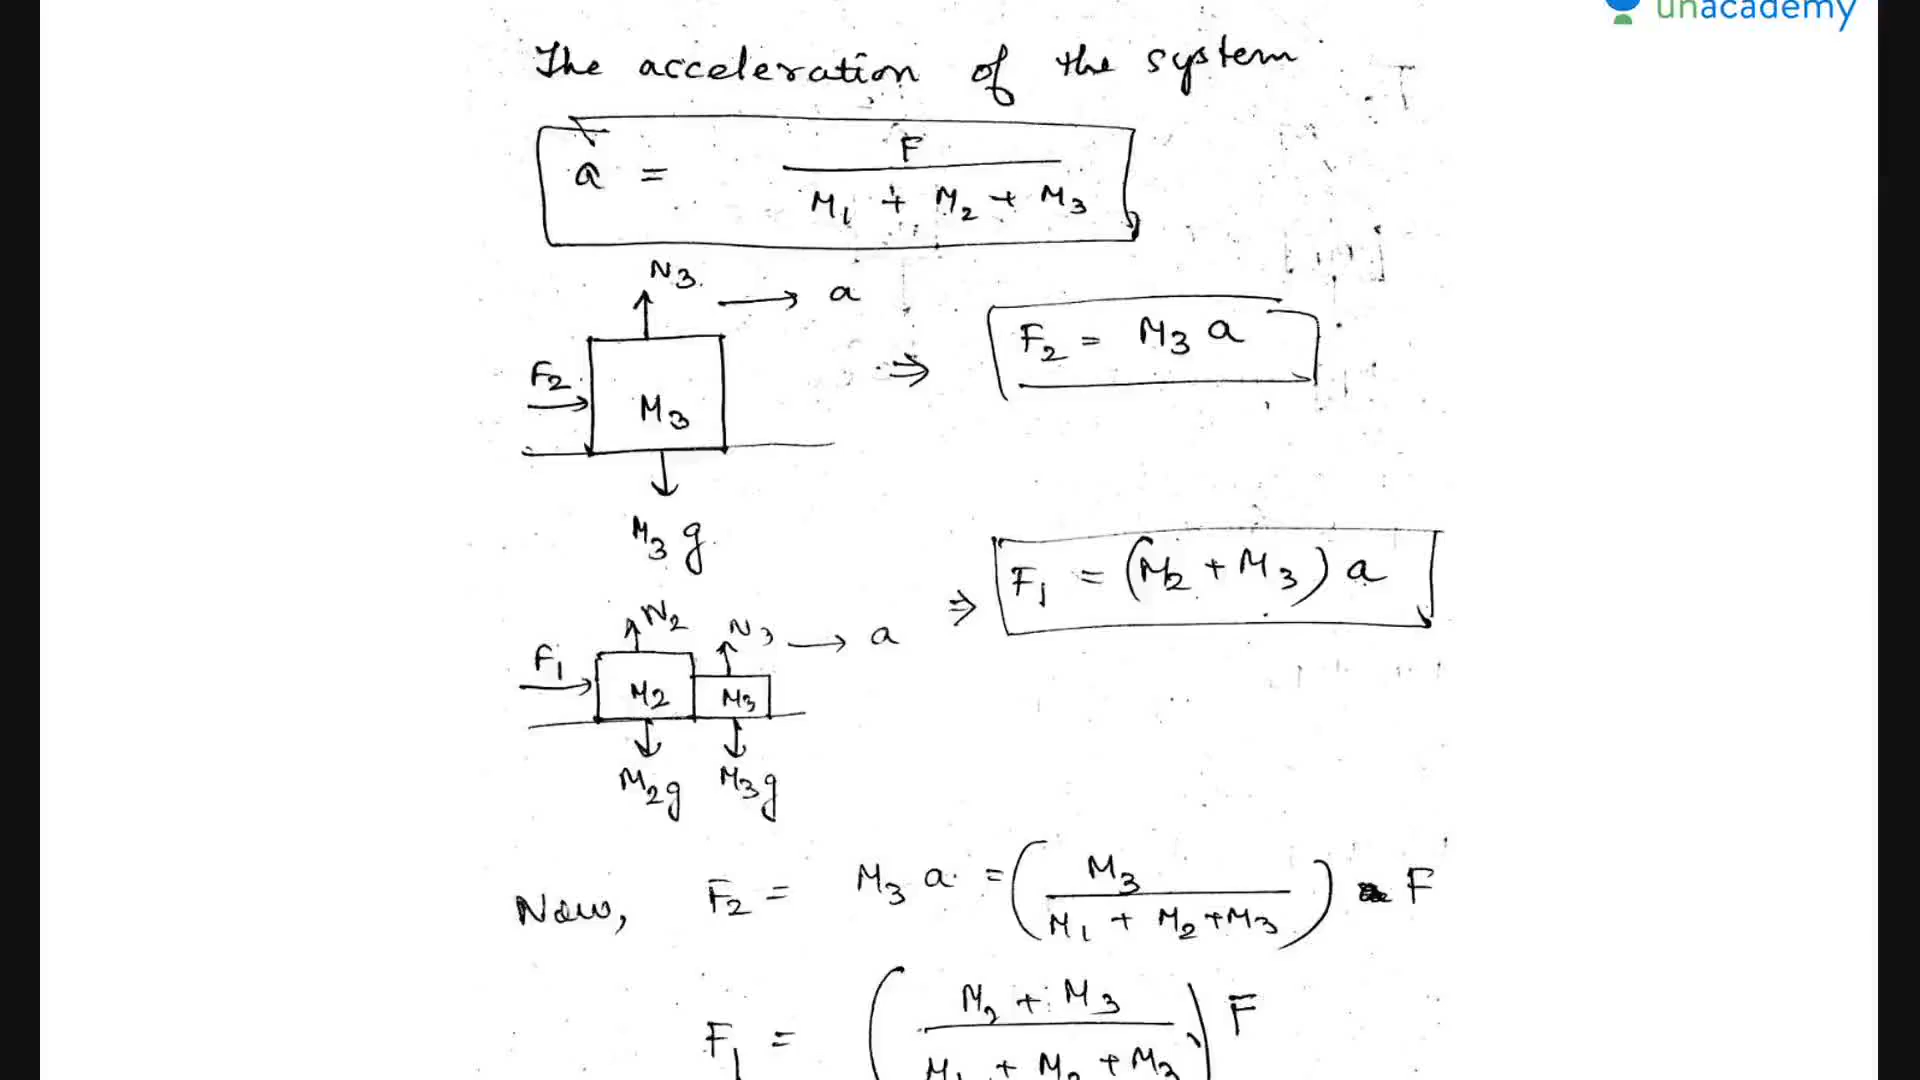 unacademy
The acceleration of the system
a = F / (M1 + M2 + M3)
N3
a
F2
M3
F2 = M3 a
M3 g
N2
N3
a
F1
M2
M3
F1 = (M2 + M3) a
M2g
M3g
Now, F2 = M3 a = (M3 / (M1 + M2 + M3)) F
F1 = ((M2 + M3) / (M1 + M2 + M3)) F